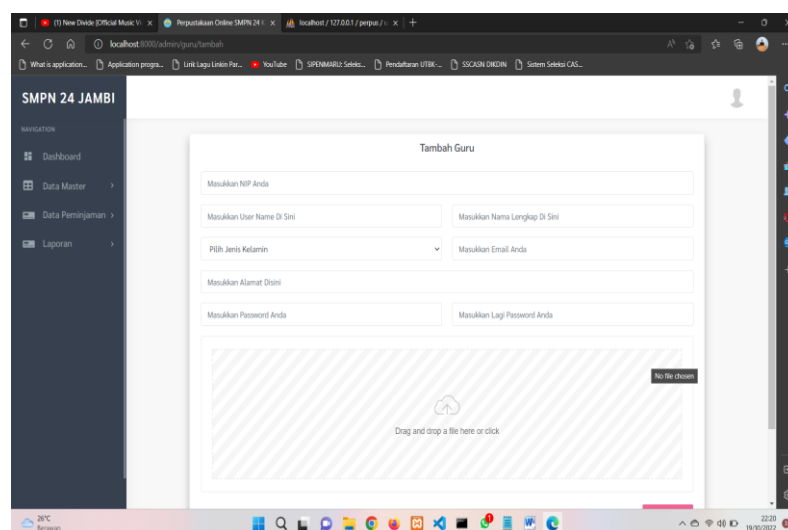 (1) New Divide [Official Music Vi
Perpustakaan Online SMPN 24
localhost / 127.0.0.1 / perpus /
localhost:8000/admin/guru/tambah
What is application...
Application progra...
Lirik Lagu Linkin Par...
YouTube
SIPENMARU: Seleks...
Pendaftaran UTBK-...
SSCASN DIKDIN
Sistem Seleksi CAS...
SMPN 24 JAMBI
NAVIGATION
Dashboard
Data Master
Data Peminjaman
Laporan
Tambah Guru
Masukkan NIP Anda
Masukkan User Name Di Sini
Masukkan Nama Lengkap Di Sini
Pilih Jenis Kelamin
Masukkan Email Anda
Masukkan Alamat Disini
Masukkan Password Anda
Masukkan Lagi Password Anda
No file chosen
Drag and drop a file here or click
26°C
Berawan
22:20
19/10/2022